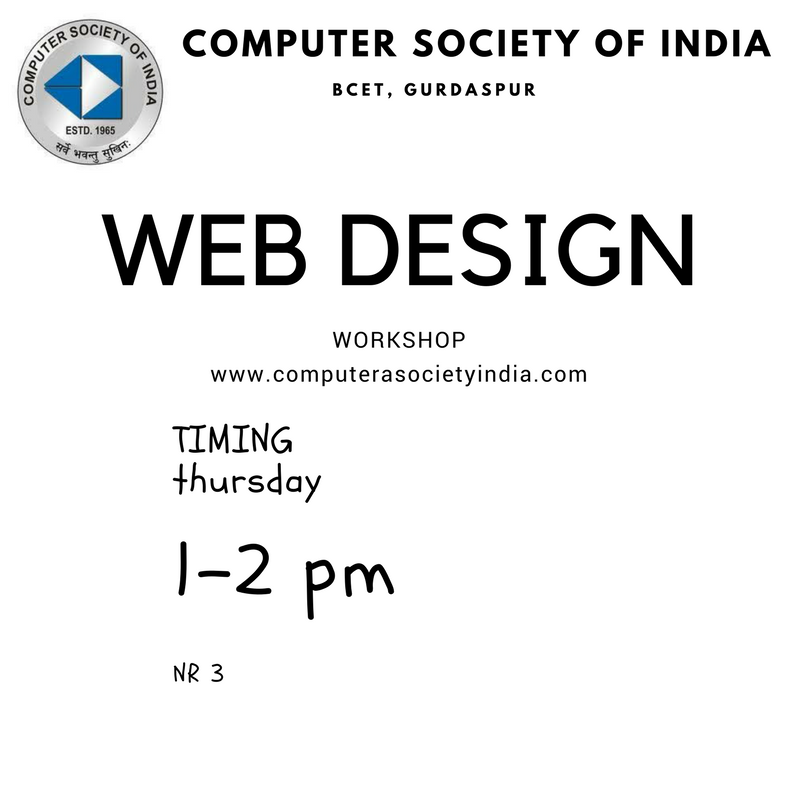 COMPUTER SOCIETY OF INDIA
ESTD. 1965
सर्वे भवन्तु सुखिनः
COMPUTER SOCIETY OF INDIA
BCET, GURDASPUR
WEB DESIGN
WORKSHOP
www.computerasocietyindia.com
TIMING
thursday
1-2 pm
NR 3